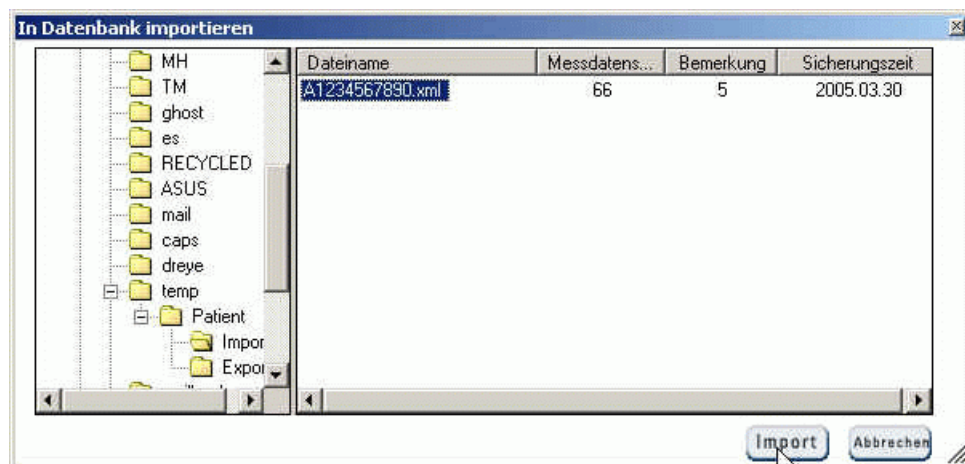 In Datenbank importieren
MH
TM
ghost
es
RECYCLED
ASUS
mail
caps
dreye
temp
Patient
Impor
Expor
Dateiname Messdatens... Bemerkung Sicherungszeit
A1234567890.xml 66 5 2005.03.30
Import Abbrechen